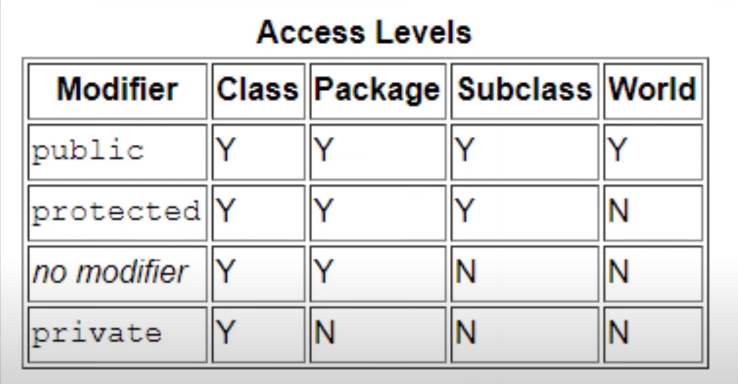 Access Levels
Modifier Class Package Subclass World
public Y Y Y Y
protected Y Y Y N
no modifier Y Y N N
private Y N N N